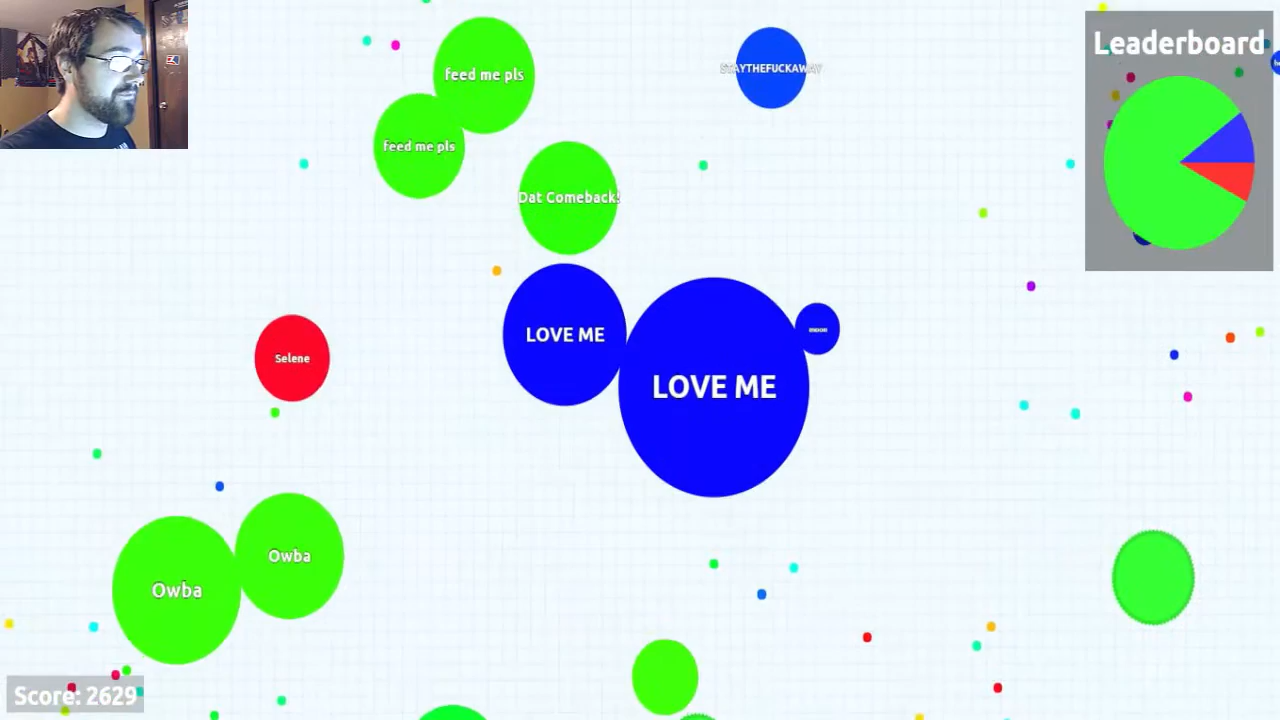 Leaderboard
feed me pls
STAYTHEFUCKAWAY
feed me pls
Dat Comeback!
LOVE ME
moon
Selene
LOVE ME
Owba
Owba
Score: 2629